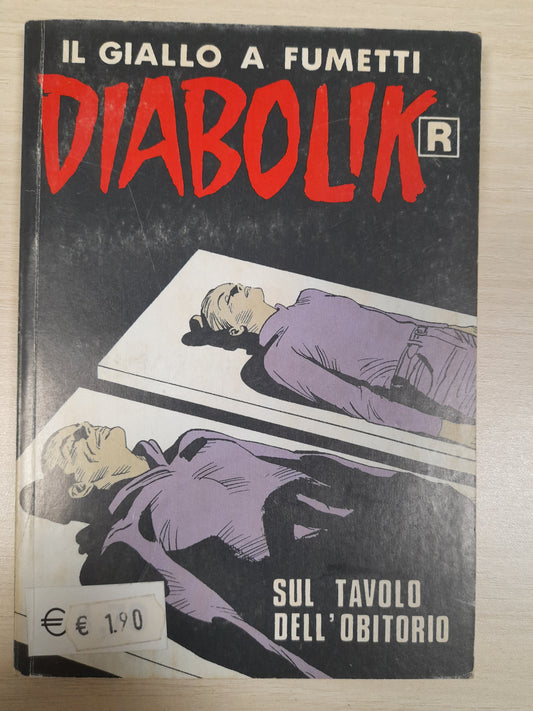 IL GIALLO A FUMETTI
DIABOLIK
R
SUL TAVOLO
DELL'OBITORIO
€ € 1.90